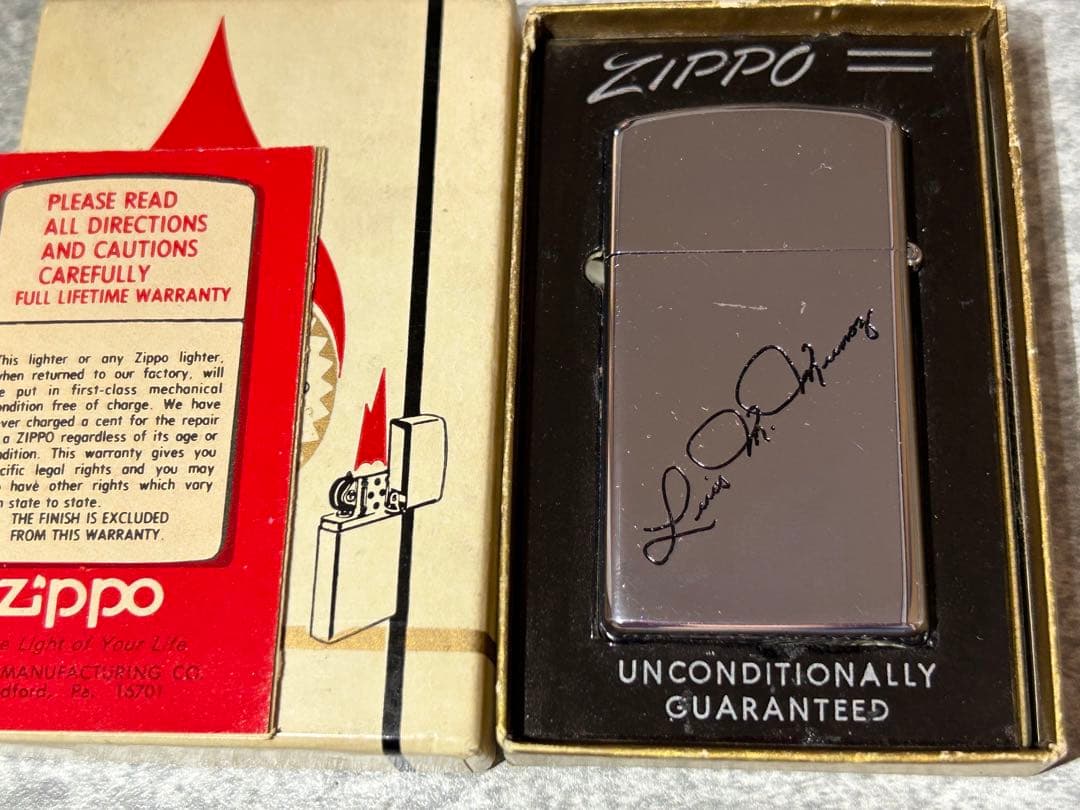 PLEASE READ
ALL DIRECTIONS
AND CAUTIONS
CAREFULLY
FULL LIFETIME WARRANTY
This lighter or any Zippo lighter,
when returned to our factory, will
put in first-class mechanical
condition free of charge. We have
never charged a cent for the repair
a ZIPPO regardless of its age or
condition. This warranty gives you
specific legal rights and you may
have other rights which vary
state to state.
THE FINISH IS EXCLUDED
FROM THIS WARRANTY.
Zippo
Light of Your Life
MANUFACTURING CO.
Bradford, Pa. 16701
ZIPPO
Luis M. Munoz
UNCONDITIONALLY
GUARANTEED